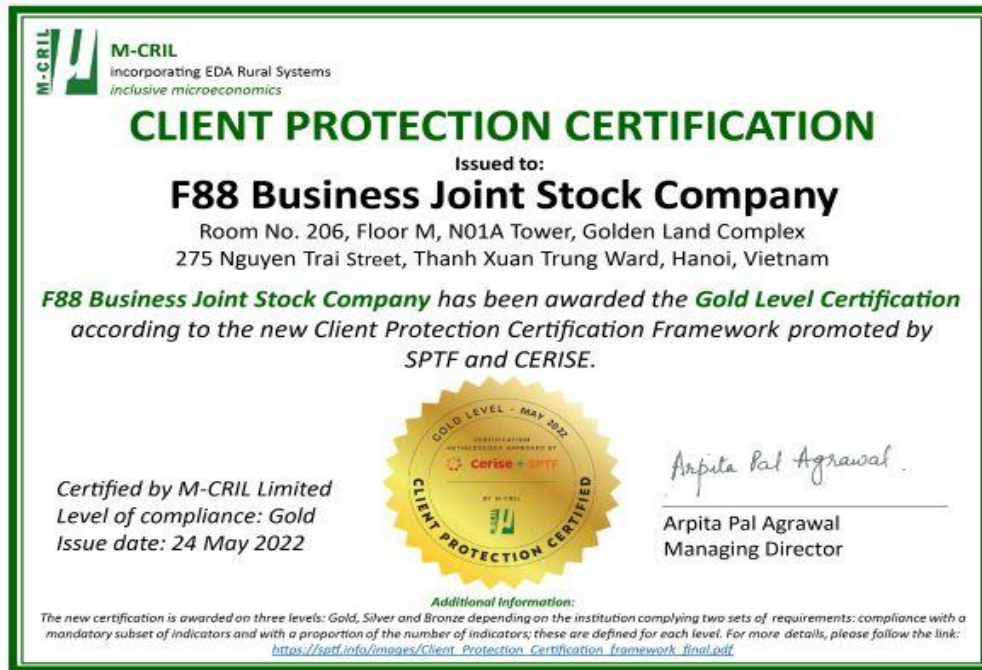 M-CRIL
M-CRIL
incorporating EDA Rural Systems
inclusive microeconomics
CLIENT PROTECTION CERTIFICATION
Issued to:
F88 Business Joint Stock Company
Room No. 206, Floor M, N01A Tower, Golden Land Complex
275 Nguyen Trai Street, Thanh Xuan Trung Ward, Hanoi, Vietnam
F88 Business Joint Stock Company has been awarded the Gold Level Certification
according to the new Client Protection Certification Framework promoted by
SPTF and CERISE.
GOLD LEVEL - MAY 2022
CERTIFICATION
METHODOLOGY APPROVED BY
cerise + SPTF
BY M-CRIL
M-CRIL
CLIENT PROTECTION CERTIFIED
Certified by M-CRIL Limited
Level of compliance: Gold
Issue date: 24 May 2022
Arpita Pal Agrawal.
Arpita Pal Agrawal
Managing Director
Additional Information:
The new certification is awarded on three levels: Gold, Silver and Bronze depending on the institution complying two sets of requirements: compliance with a
mandatory subset of indicators and with a proportion of the number of indicators; these are defined for each level. For more details, please follow the link:
https://sptf.info/images/Client_Protection_Certification_framework_final.pdf